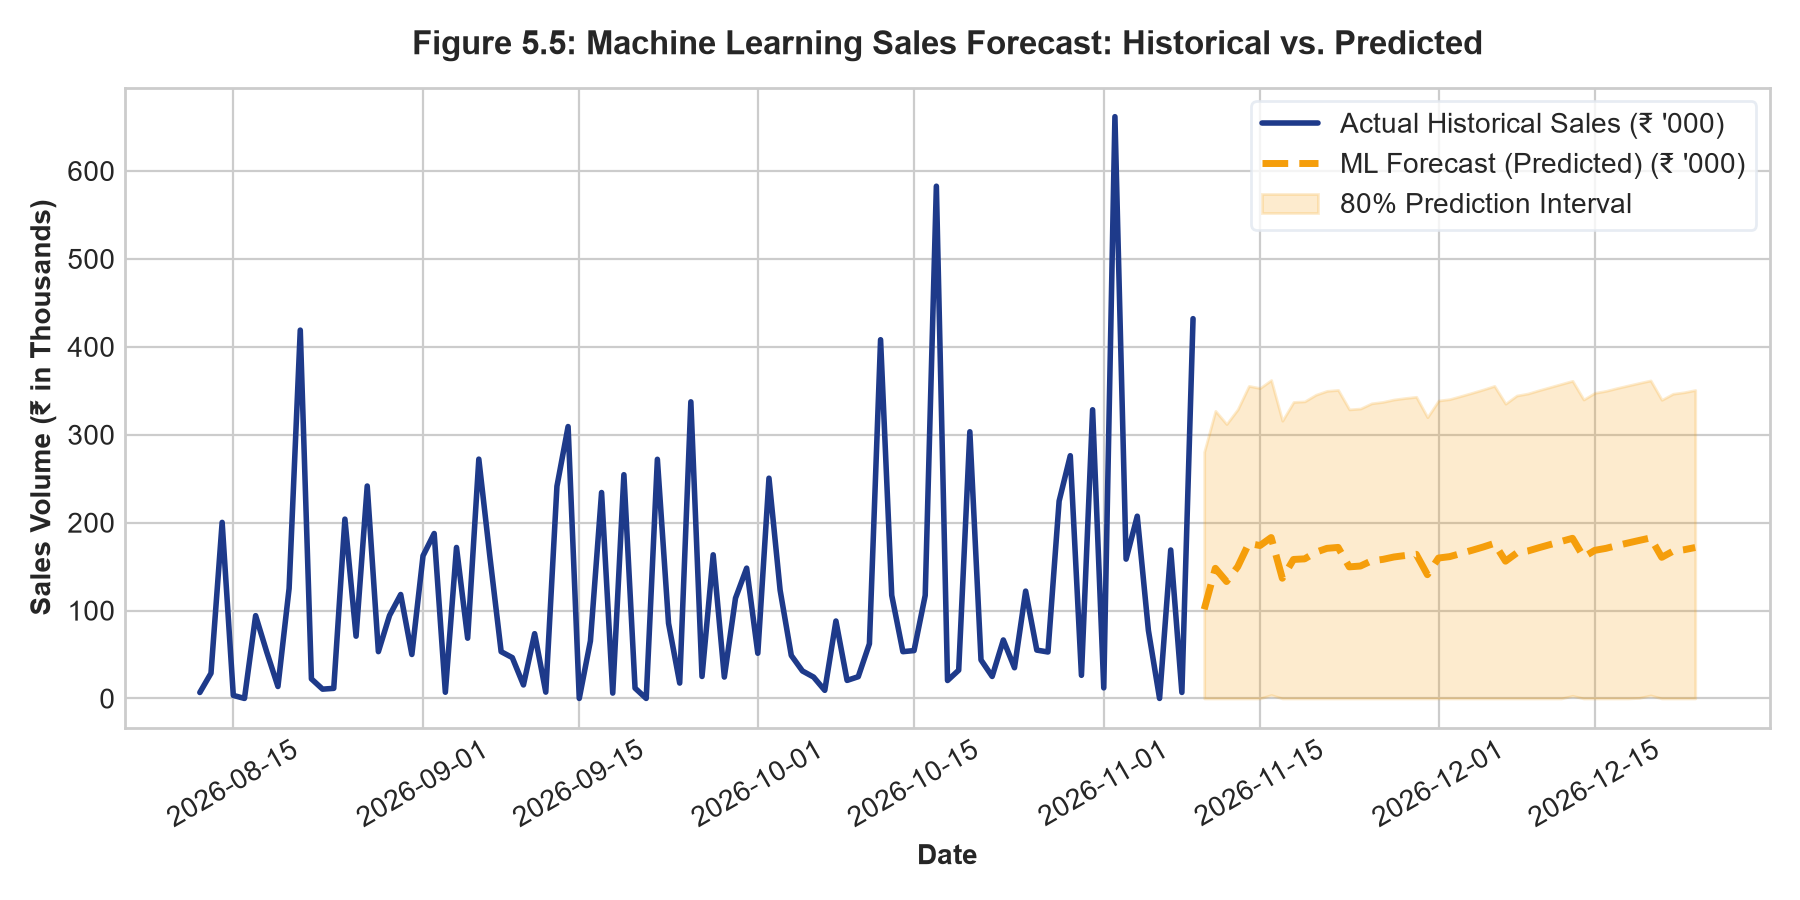 Figure 5.5: Machine Learning Sales Forecast: Historical vs. Predicted
Actual Historical Sales (₹ '000)
ML Forecast (Predicted) (₹ '000)
80% Prediction Interval
Sales Volume (₹ in Thousands)
600
500
400
300
200
100
0
2026-08-15
2026-09-01
2026-09-15
2026-10-01
2026-10-15
2026-11-01
2026-11-15
2026-12-01
2026-12-15
Date